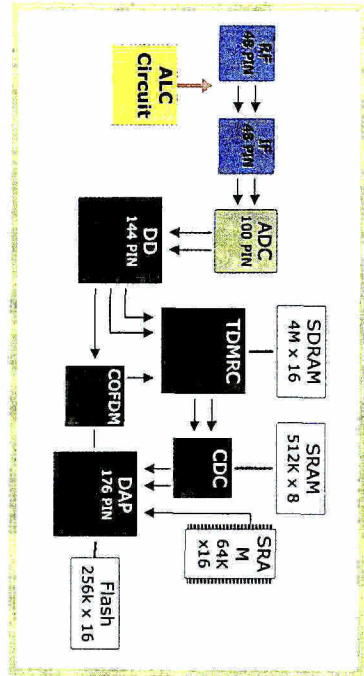 RF
48 PIN
IF
48 PIN
ADC
100 PIN
ALC
Circuit
DD
144 PIN
TDMRC
SDRAM
4M x 16
COFDM
CDC
SRAM
512K x 8
DAP
176 PIN
SRA
M
64K
x16
Flash
256k x 16